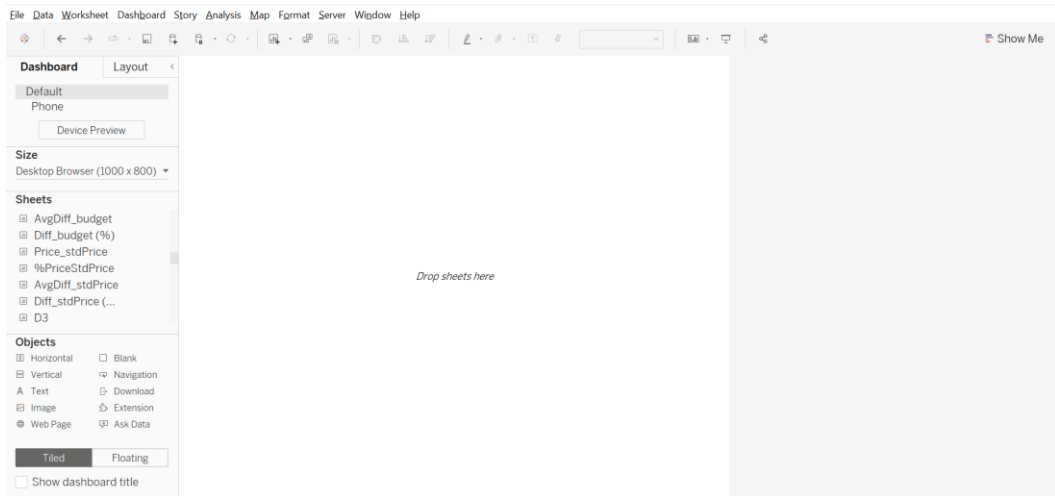 File Data Worksheet Dashboard Story Analysis Map Format Server Window Help
Show Me
Dashboard Layout
Default
Phone
Device Preview
Size
Desktop Browser (1000 x 800)
Sheets
AvgDiff_budget
Diff_budget (%)
Price_stdPrice
%PriceStdPrice
AvgDiff_stdPrice
Diff_stdPrice (...
D3
Drop sheets here
Objects
Horizontal Blank
Vertical Navigation
A Text Download
Image Extension
Web Page Ask Data
Tiled Floating
Show dashboard title